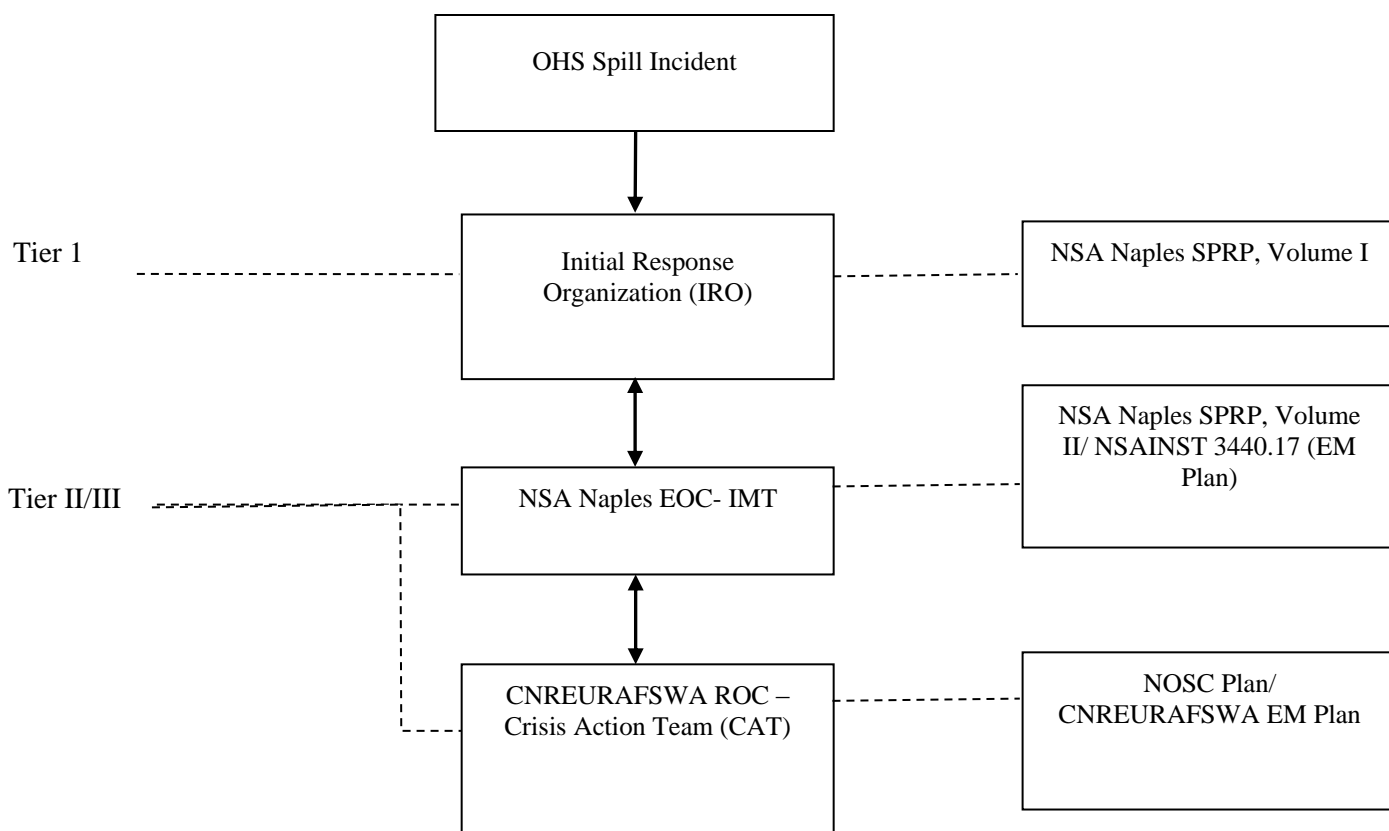 OHS Spill Incident
Tier 1
Initial Response
Organization (IRO)
NSA Naples SPRP, Volume I
Tier II/III
NSA Naples EOC- IMT
NSA Naples SPRP, Volume
II/ NSAINST 3440.17 (EM
Plan)
CNREURAFSWA ROC –
Crisis Action Team (CAT)
NOSC Plan/
CNREURAFSWA EM Plan